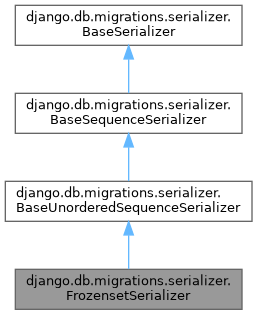 django.db.migrations.serializer.
BaseSerializer
django.db.migrations.serializer.
BaseSequenceSerializer
django.db.migrations.serializer.
BaseUnorderedSequenceSerializer
django.db.migrations.serializer.
FrozensetSerializer